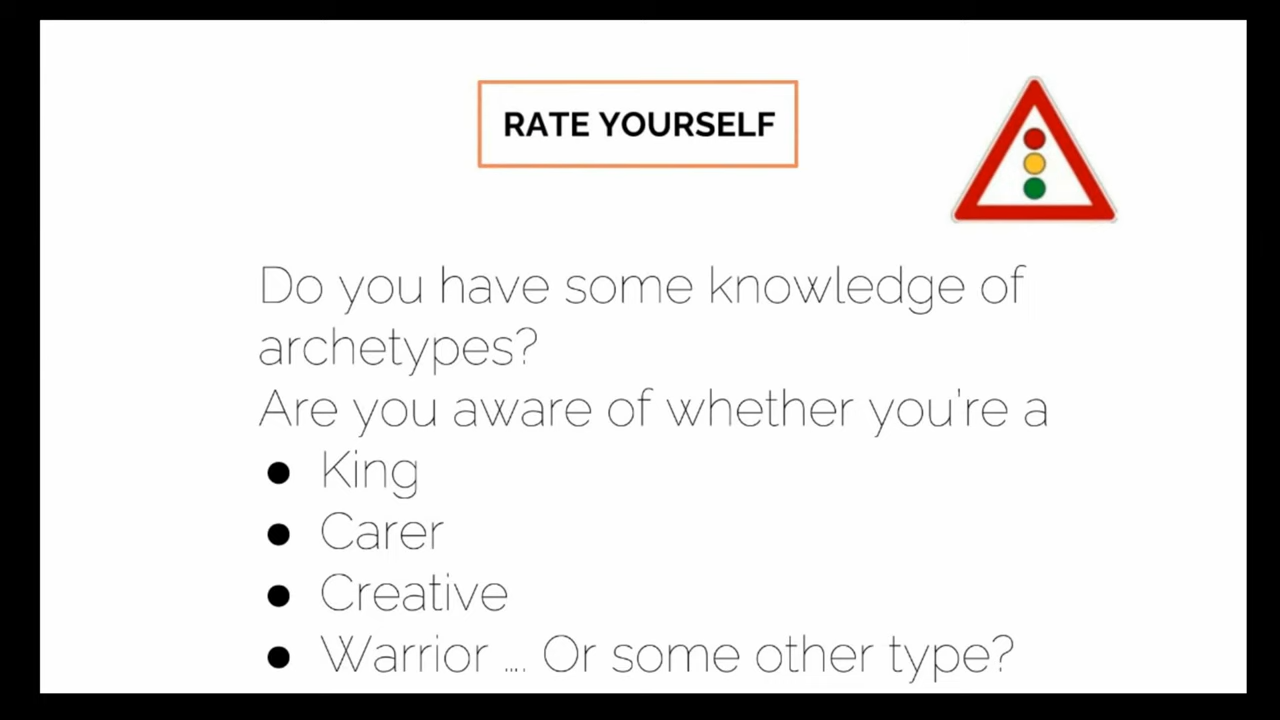 RATE YOURSELF
Do you have some knowledge of
archetypes?
Are you aware of whether you're a
● King
● Carer
● Creative
● Warrior .... Or some other type?